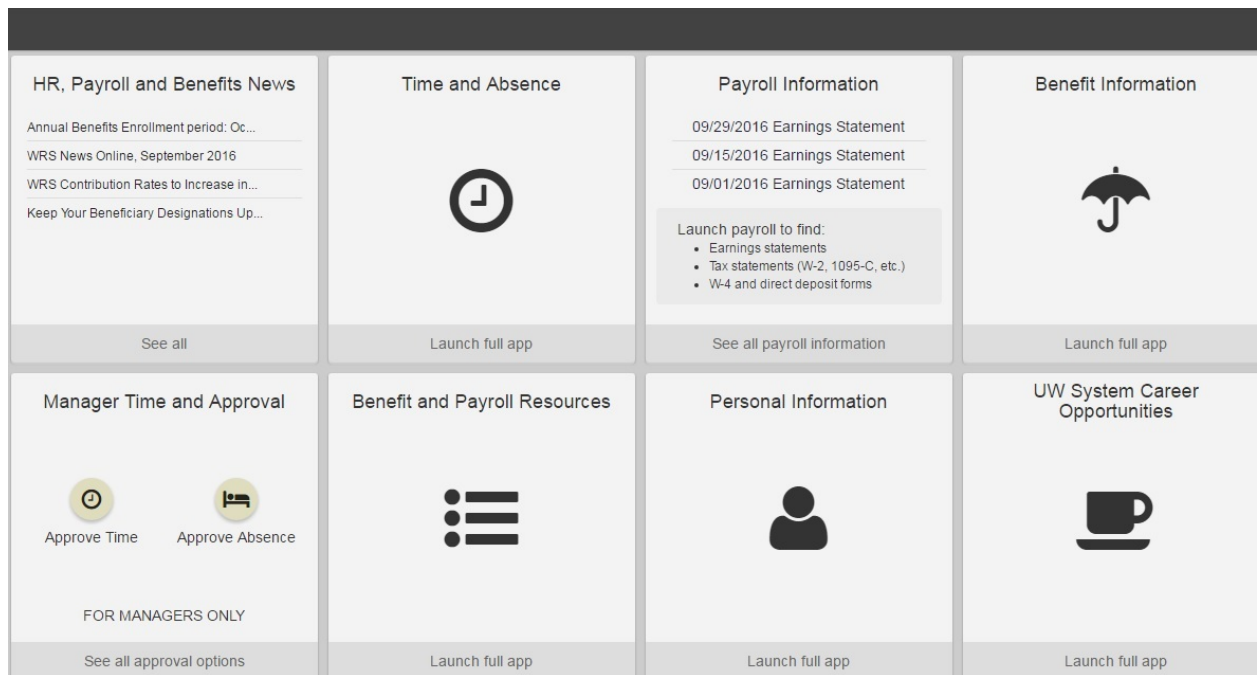 HR, Payroll and Benefits News
Annual Benefits Enrollment period: Oc...
WRS News Online, September 2016
WRS Contribution Rates to Increase in...
Keep Your Beneficiary Designations Up...
See all
Time and Absence
Launch full app
Payroll Information
09/29/2016 Earnings Statement
09/15/2016 Earnings Statement
09/01/2016 Earnings Statement
Launch payroll to find:
• Earnings statements
• Tax statements (W-2, 1095-C, etc.)
• W-4 and direct deposit forms
See all payroll information
Benefit Information
Launch full app
Manager Time and Approval
Approve Time
Approve Absence
FOR MANAGERS ONLY
See all approval options
Benefit and Payroll Resources
Launch full app
Personal Information
Launch full app
UW System Career
Opportunities
Launch full app